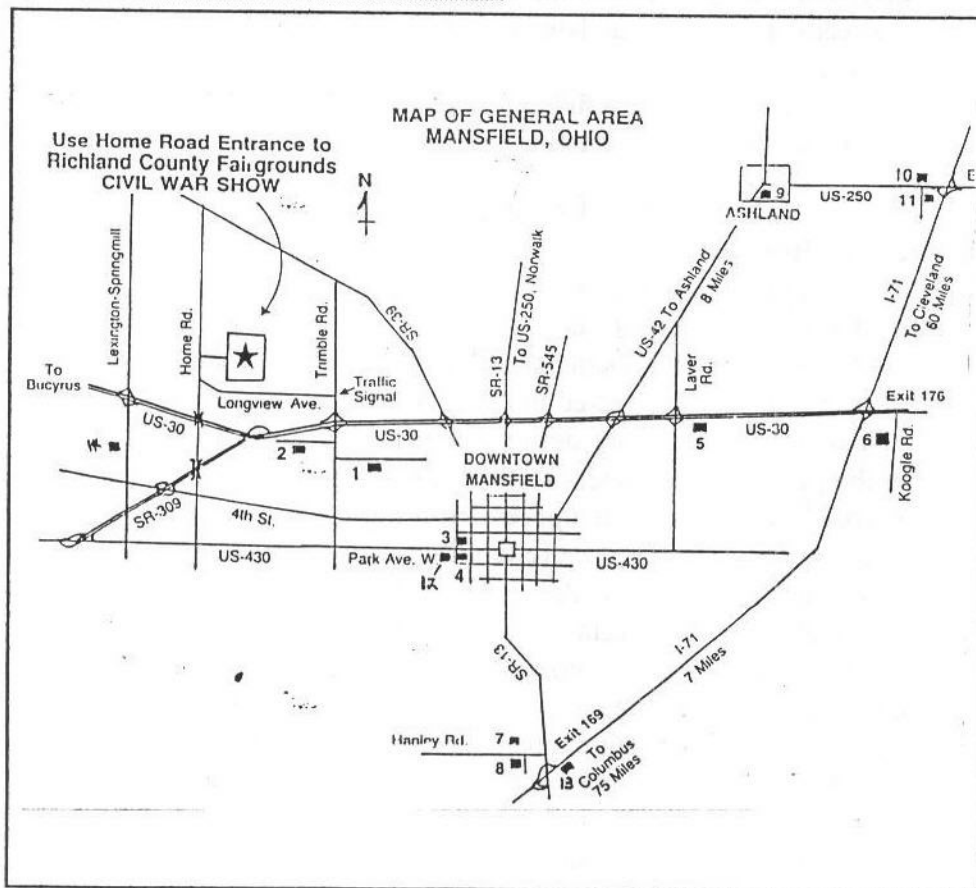 MAP OF GENERAL AREA
MANSFIELD, OHIO
Use Home Road Entrance to
Richland County Fairgrounds
CIVIL WAR SHOW
N
10
E
9
US-250
11
ASHLAND
Lexington-Springmill
Home Rd.
Trimble Rd.
SR-39
SR-13
To US-250, Norwalk
SR-545
US-42 To Ashland
8 Miles
Laver
Rd.
I-71
To Cleveland
60 Miles
To
Bucyrus
Longview Ave.
Traffic
Signal
Exit 176
US-30
US-30
US-30
14
2
1
5
6
Koogle Rd.
DOWNTOWN
MANSFIELD
SR-309
4th St.
3
US-430
Park Ave. W
12
4
US-430
SR-13
I-71
7 Miles
Exit 169
Hanley Rd.
7
8
13
To
Columbus
75 Miles